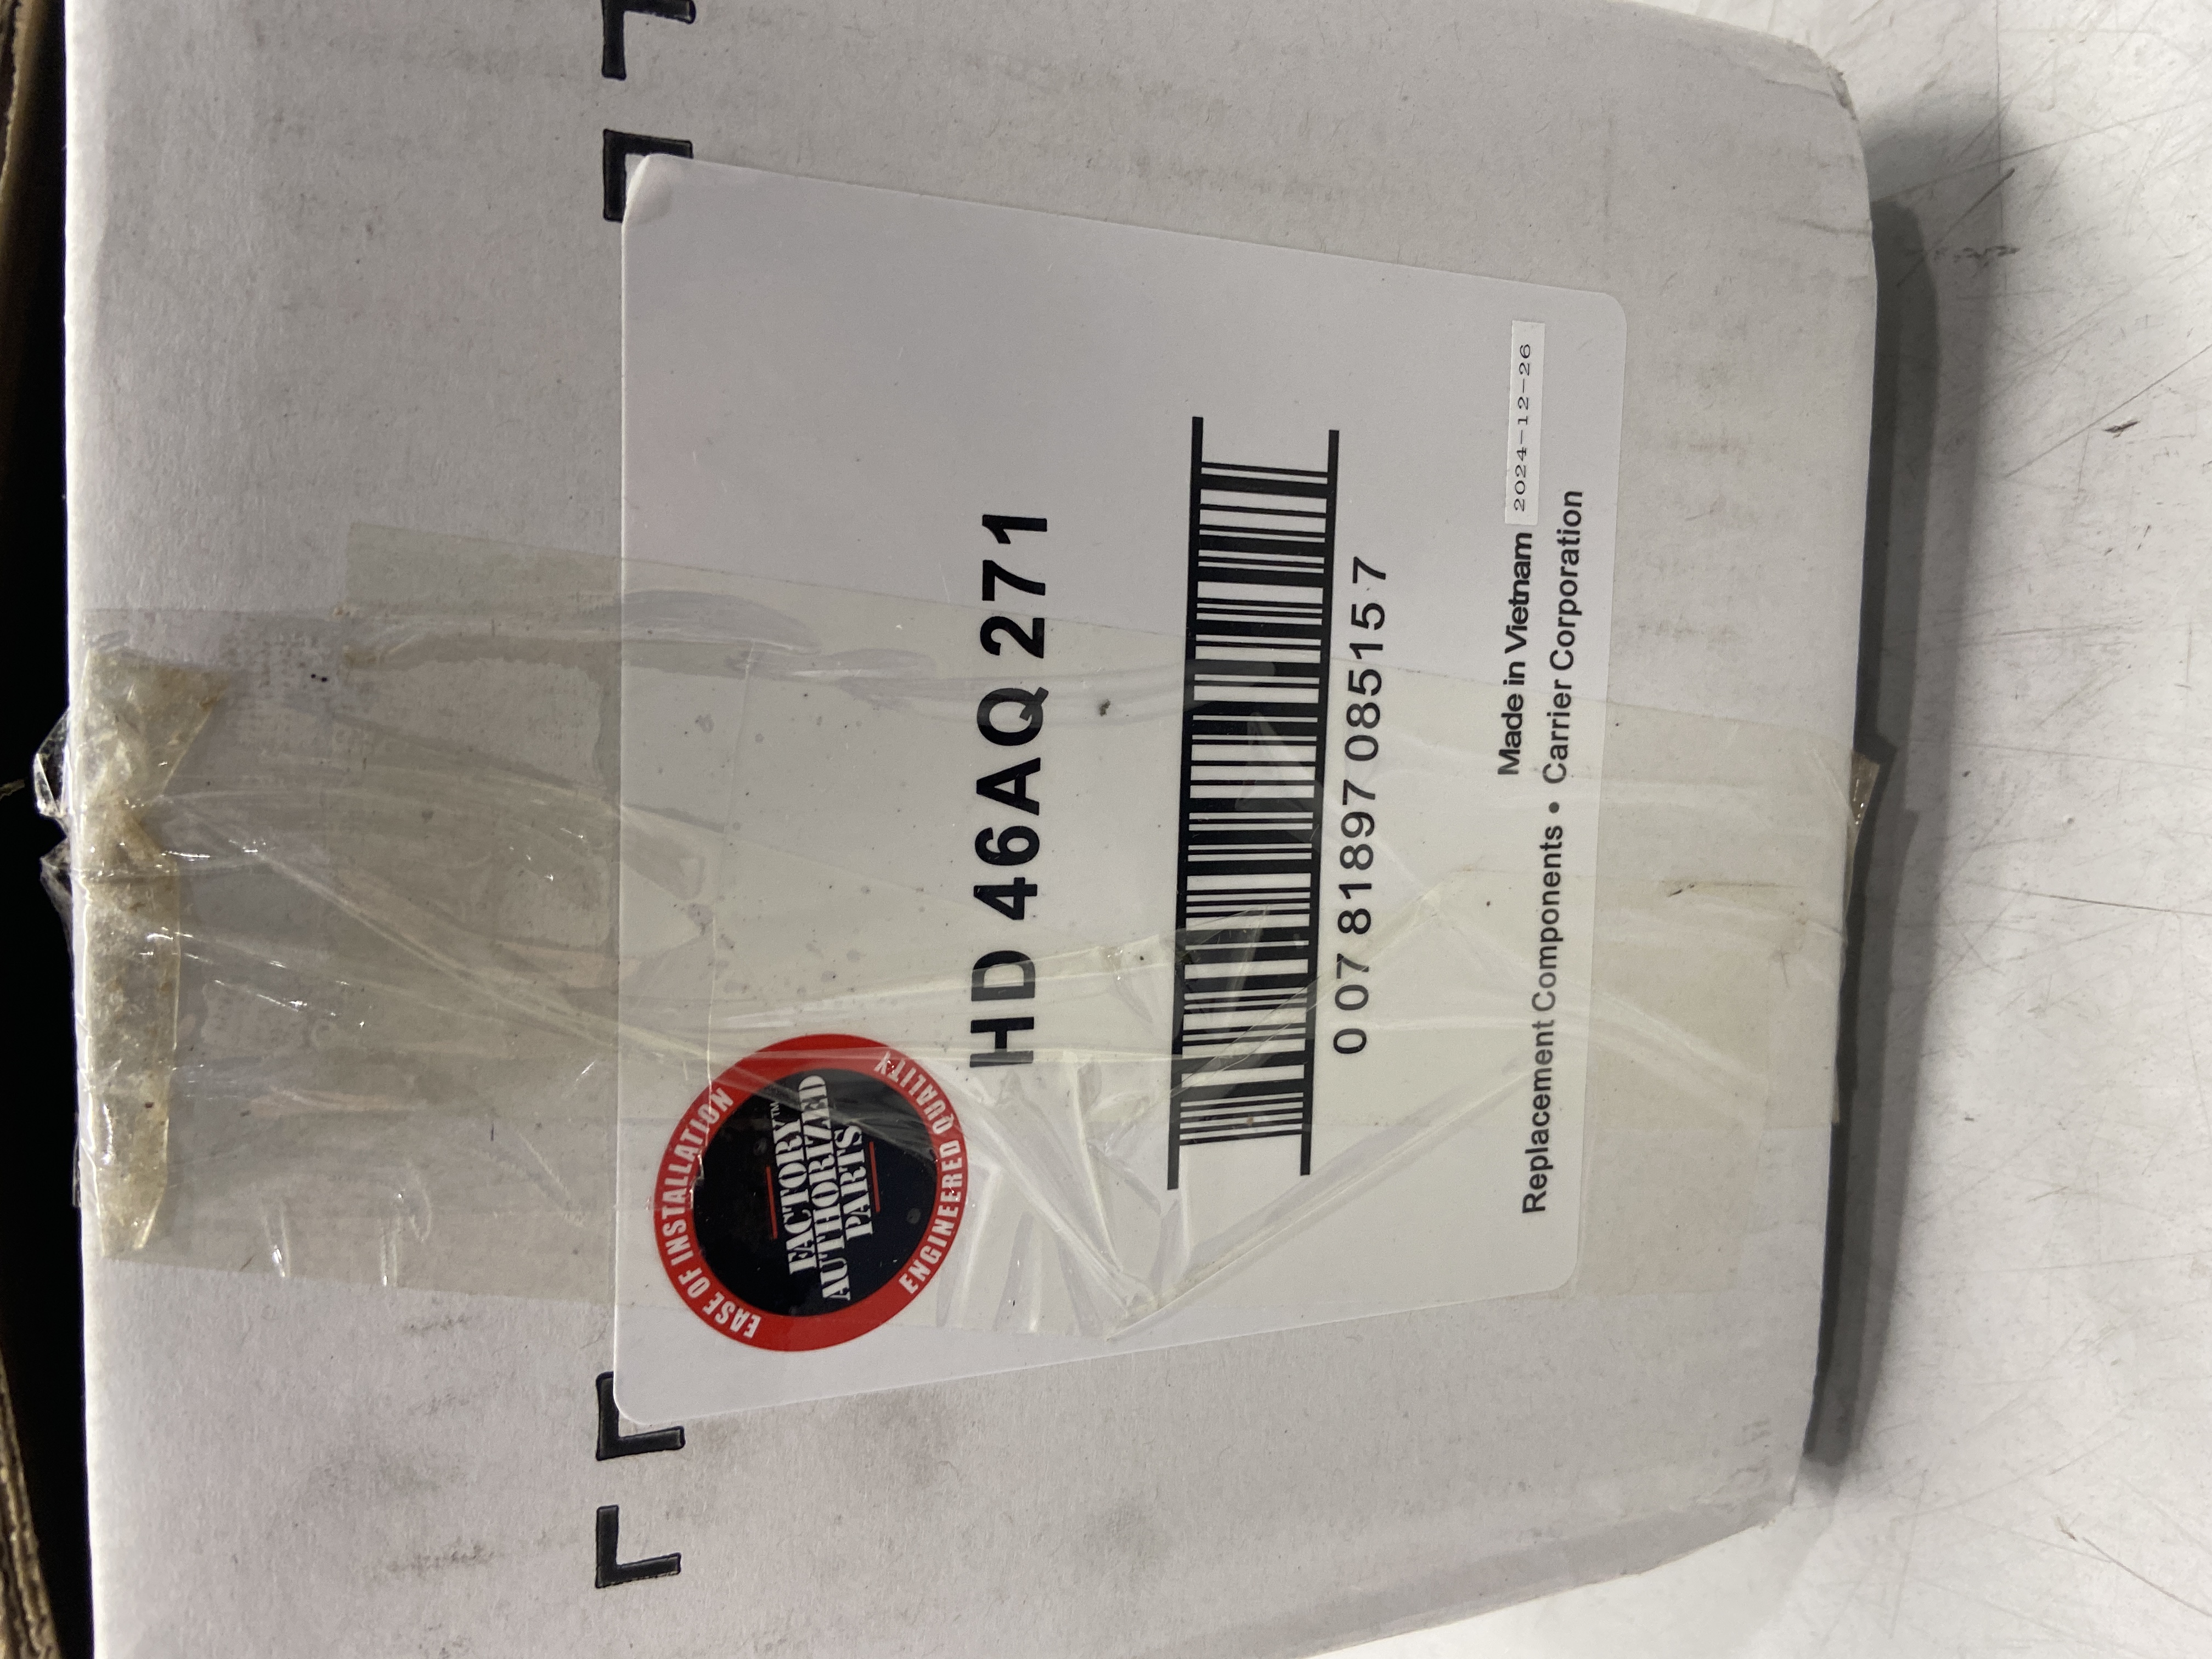 EASE OF INSTALLATION
FACTORY™
AUTHORIZED
PARTS
ENGINEERED QUALITY
HD 46AQ 271
0 07 81897 08515 7
Made in Vietnam 2024-12-26
Replacement Components • Carrier Corporation